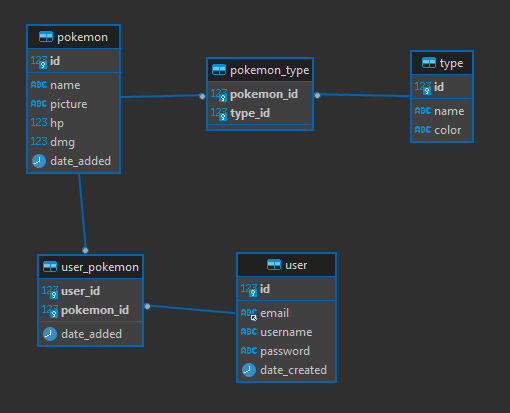 pokemon
123 id
ABC name
ABC picture
123 hp
123 dmg
date_added
pokemon_type
123 pokemon_id
123 type_id
type
123 id
ABC name
ABC color
user_pokemon
123 user_id
123 pokemon_id
date_added
user
123 id
ABC email
ABC username
ABC password
date_created